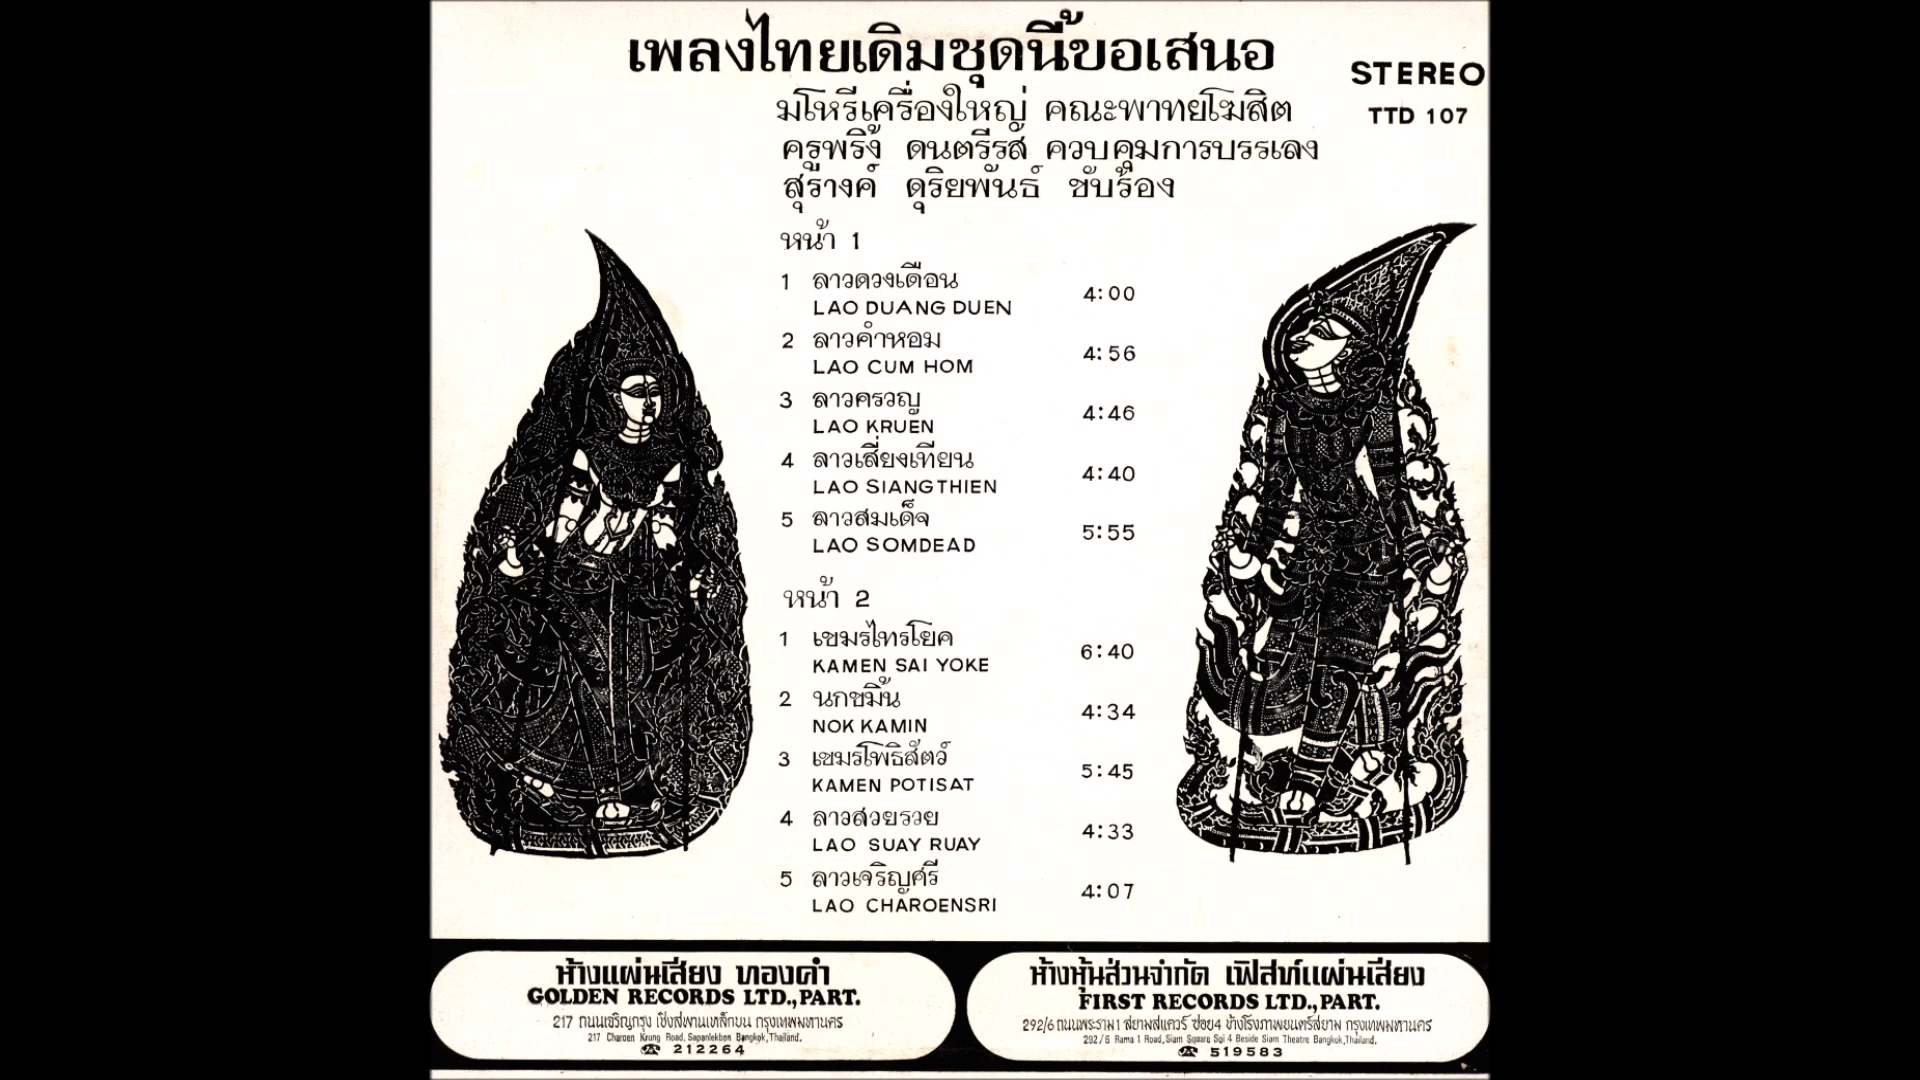 เพลงไทยเดิมชุดนี้ขอเสนอ
STEREO
TTD 107
มโหรีเครื่องใหญ่ คณะพาทยโฆสิต
ครูพริ้ง ดนตรีรส ควบคุมการบรรเลง
สุรางค์ ดุริยพันธ์ ขับร้อง
หน้า 1
1 ลาวดวงเดือน
LAO DUANG DUEN 4:00
2 ลาวคำหอม
LAO CUM HOM 4:56
3 ลาวครวญ
LAO KRUEN 4:46
4 ลาวเสี่ยงเทียน
LAO SIANGTHIEN 4:40
5 ลาวสมเด็จ
LAO SOMDEAD 5:55
หน้า 2
1 เขมรไทรโยค
KAMEN SAI YOKE 6:40
2 นกขมิ้น
NOK KAMIN 4:34
3 เขมรโพธิสัตว์
KAMEN POTISAT 5:45
4 ลาวสวยรวย
LAO SUAY RUAY 4:33
5 ลาวเจริญศรี
LAO CHAROENSRI 4:07
ห้างแผ่นเสียง ทองคำ
GOLDEN RECORDS LTD.,PART.
217 ถนนเจริญกรุง เชิงสพานเหล็กบน กรุงเทพมหานคร
217 Charoen Krung Road, Sapanlekbon Bangkok,Thailand.
☎ 212264
ห้างหุ้นส่วนจำกัด เฟิสท์แผ่นเสียง
FIRST RECORDS LTD.,PART.
292/6 ถนนพระราม 1 สยามสแควร์ ซอย 4 ข้างโรงภาพยนตร์สยาม กรุงเทพมหานคร
292/6 Rama 1 Road,Siam Square Soi 4 Beside Siam Theatre Bangkok,Thailand.
☎ 519583